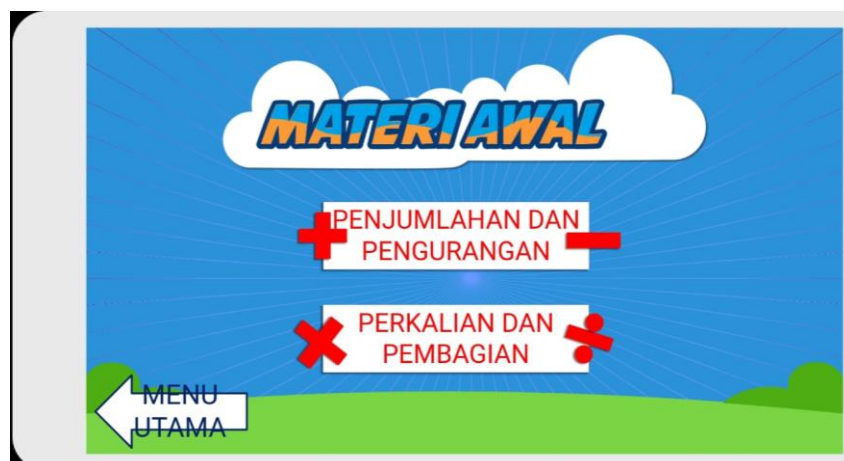 MATERI AWAL
PENJUMLAHAN DAN
PENGURANGAN
PERKALIAN DAN
PEMBAGIAN
MENU
UTAMA